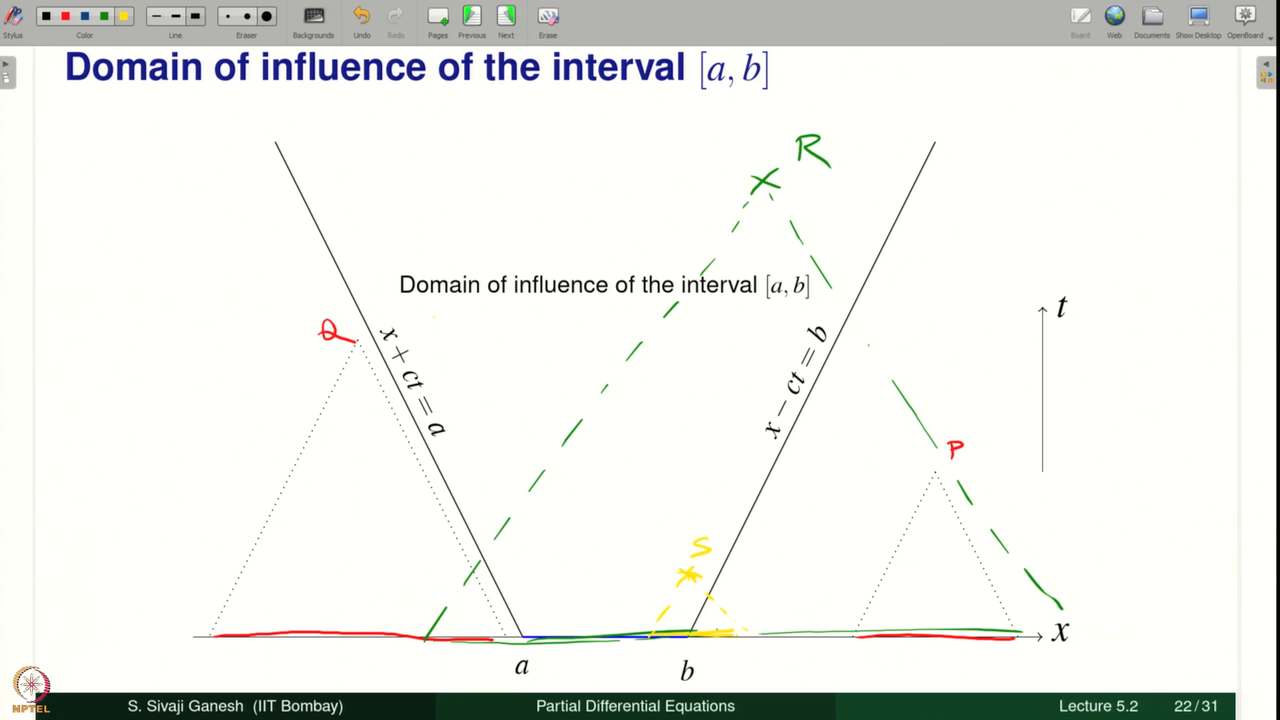 Stylus Color Line Eraser Backgrounds Undo Redo Pages Previous Next Erase Board Web Documents Show Desktop OpenBoard
Domain of influence of the interval [a, b]
R
Domain of influence of the interval [a, b]
t
Q
x + ct = a
x − ct = b
P
S
x
a
b
NPTEL
S. Sivaji Ganesh (IIT Bombay) Partial Differential Equations Lecture 5.2 22/31